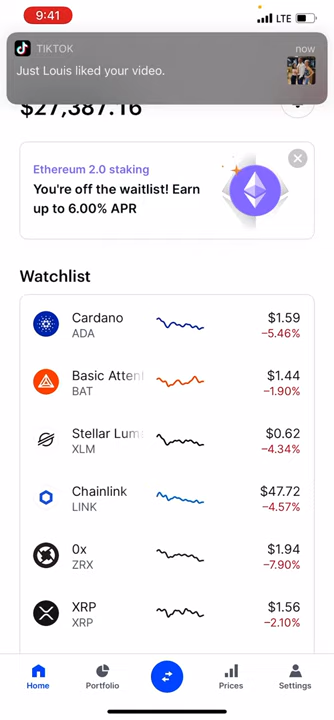 9:41
LTE
TIKTOK
now
Just Louis liked your video.
$27,387.16
Ethereum 2.0 staking
You're off the waitlist! Earn
up to 6.00% APR
Watchlist
Cardano
$1.59
ADA
−5.46%
Basic Atten
$1.44
BAT
−1.90%
Stellar Lum
$0.62
XLM
−4.34%
Chainlink
$47.72
LINK
−4.57%
0x
$1.94
ZRX
−7.90%
XRP
$1.56
XRP
−2.10%
Home
Portfolio
Prices
Settings